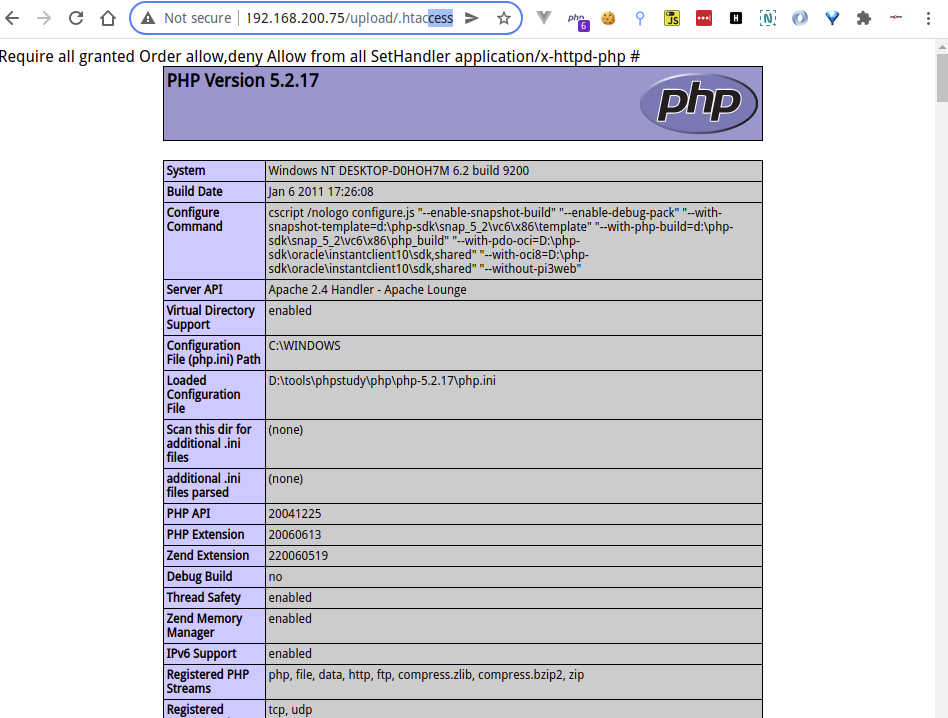 Not secure 192.168.200.75/upload/.htaccess
php
6
JS
H
N
Require all granted Order allow,deny Allow from all SetHandler application/x-httpd-php #
PHP Version 5.2.17
php
System Windows NT DESKTOP-D0HOH7M 6.2 build 9200
Build Date Jan 6 2011 17:26:08
Configure
Command
cscript /nologo configure.js "--enable-snapshot-build" "--enable-debug-pack" "--with-
snapshot-template=d:\php-sdk\snap_5_2\vc6\x86\template" "--with-php-build=d:\php-
sdk\snap_5_2\vc6\x86\php_build" "--with-pdo-oci=D:\php-
sdk\oracle\instantclient10\sdk,shared" "--with-oci8=D:\php-
sdk\oracle\instantclient10\sdk,shared" "--without-pi3web"
Server API Apache 2.4 Handler - Apache Lounge
Virtual Directory
Support
enabled
Configuration
File (php.ini) Path
C:\WINDOWS
Loaded
Configuration
File
D:\tools\phpstudy\php\php-5.2.17\php.ini
Scan this dir for
additional .ini
files
(none)
additional .ini
files parsed
(none)
PHP API 20041225
PHP Extension 20060613
Zend Extension 220060519
Debug Build no
Thread Safety enabled
Zend Memory
Manager
enabled
IPv6 Support enabled
Registered PHP
Streams
php, file, data, http, ftp, compress.zlib, compress.bzip2, zip
Registered tcp, udp